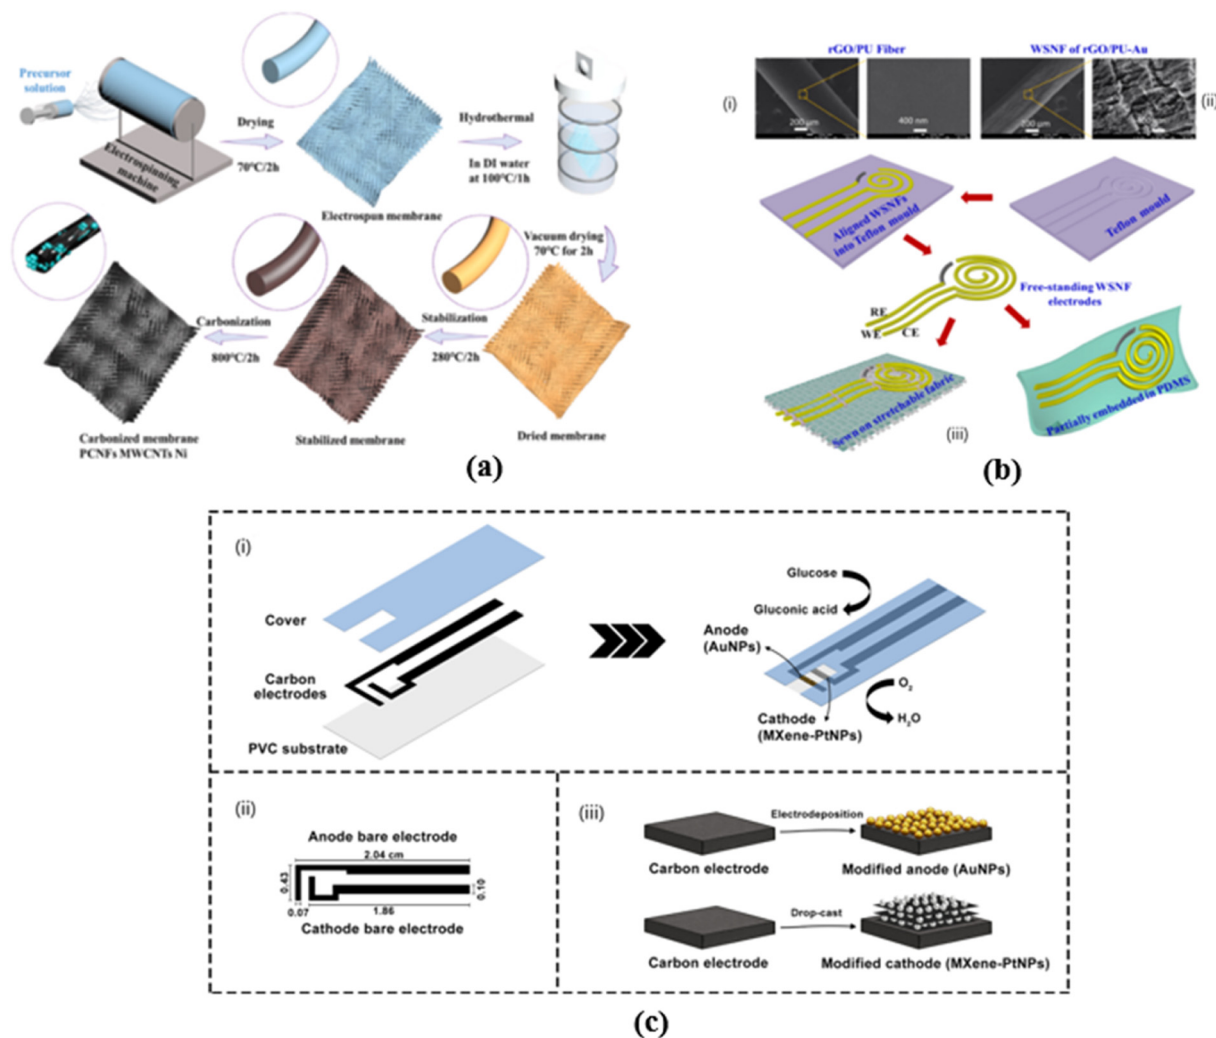 Precursor
solution
Electrospinning
machine
Drying
70℃/2h
Electrospun membrane
Hydrothermal
In DI water
at 100℃/1h
Vacuum drying
70℃ for 2h
Dried membrane
Stabilization
280℃/2h
Stabilized membrane
Carbonization
800℃/2h
Carbonized membrane
PCNFs MWCNTs Ni
(a)
rGO/PU Fiber
WSNF of rGO/PU-Au
(i)
(ii)
200 µm
400 nm
200 µm
Aligned WSNFs
into Teflon mould
Teflon mould
Free-standing WSNF
electrodes
RE
WE
CE
Sewn on stretchable fabric
Partially embedded in PDMS
(iii)
(b)
(i)
Cover
Carbon
electrodes
PVC substrate
Glucose
Gluconic acid
Anode
(AuNPs)
O2
H2O
Cathode
(MXene-PtNPs)
(ii)
Anode bare electrode
2.04 cm
0.43
0.10
0.07
1.86
Cathode bare electrode
(iii)
Electrodeposition
Carbon electrode
Modified anode (AuNPs)
Drop-cast
Carbon electrode
Modified cathode (MXene-PtNPs)
(c)